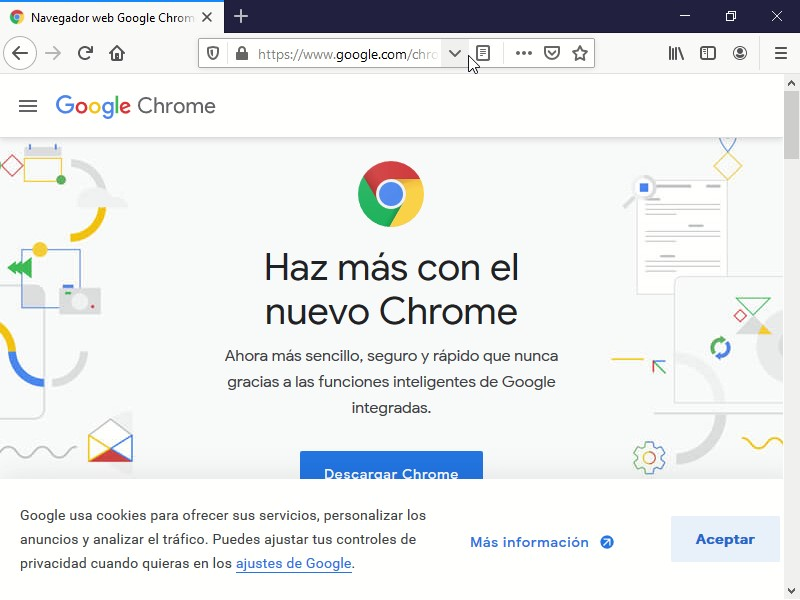 Navegador web Google Chrom
https://www.google.com/chro
Google Chrome
Haz más con el
nuevo Chrome
Ahora más sencillo, seguro y rápido que nunca
gracias a las funciones inteligentes de Google
integradas.
Descargar Chrome
Google usa cookies para ofrecer sus servicios, personalizar los
anuncios y analizar el tráfico. Puedes ajustar tus controles de
privacidad cuando quieras en los ajustes de Google.
Más información
Aceptar